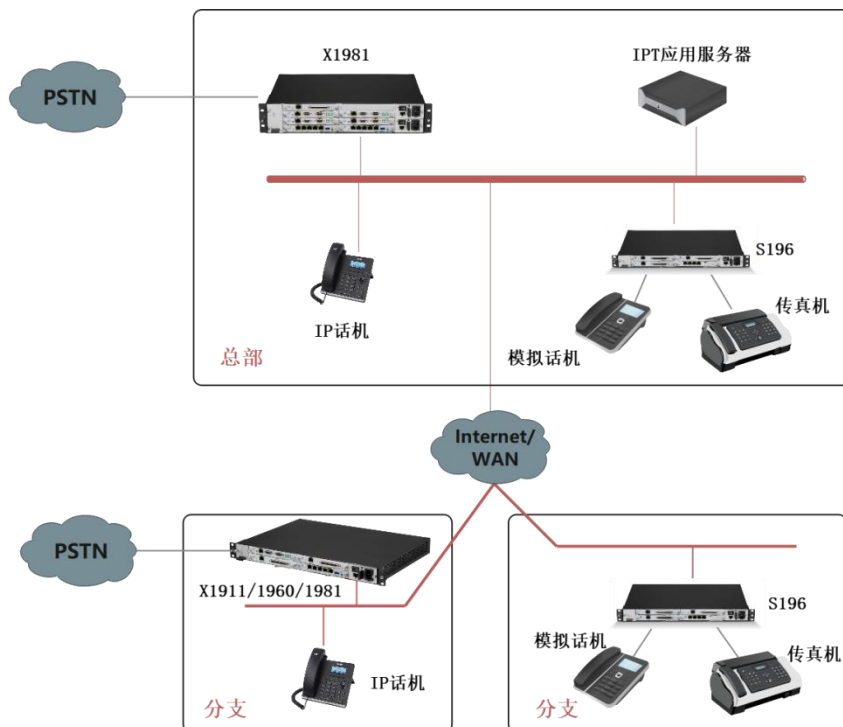 X1981
IPT应用服务器
PSTN
S196
IP话机
传真机
模拟话机
总部
Internet/
WAN
PSTN
X1911/1960/1981
S196
模拟话机
传真机
IP话机
分支
分支